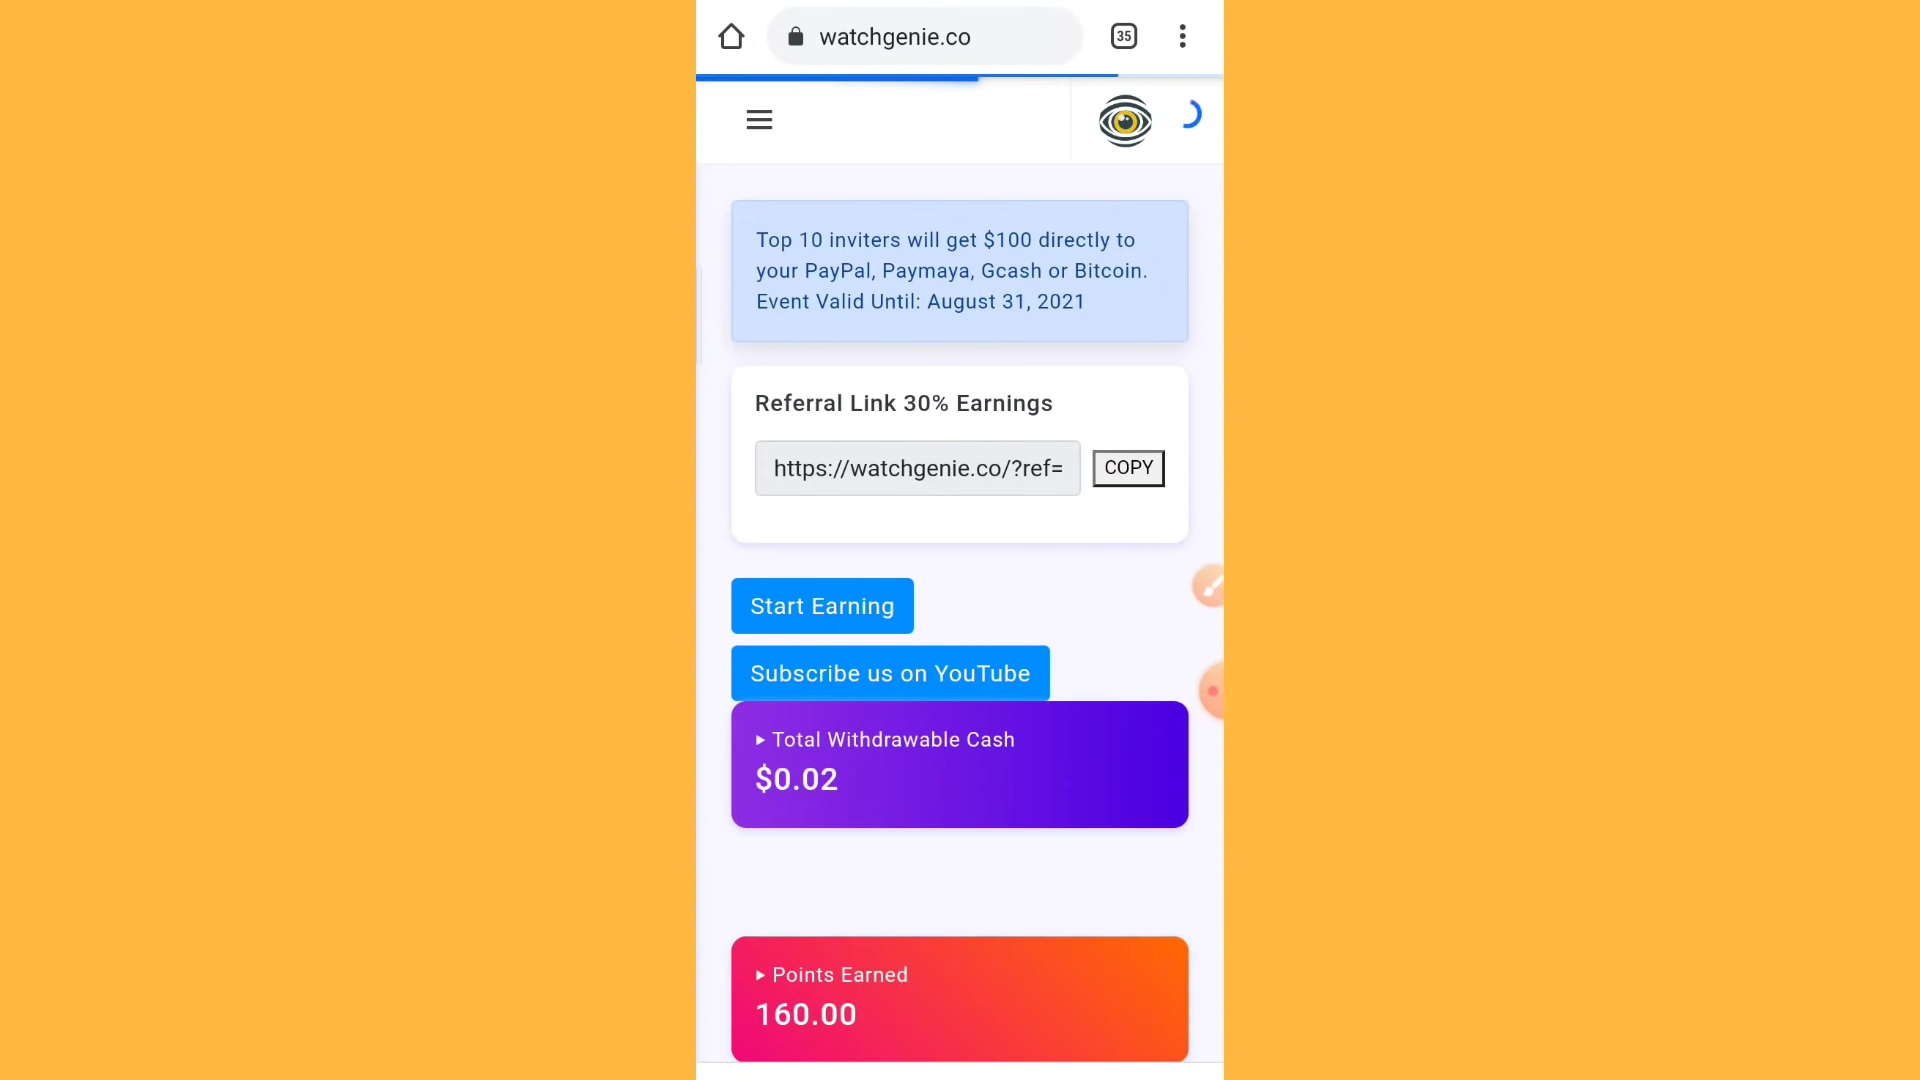 watchgenie.co
35
Top 10 inviters will get $100 directly to
your PayPal, Paymaya, Gcash or Bitcoin.
Event Valid Until: August 31, 2021
Referral Link 30% Earnings
https://watchgenie.co/?ref=
COPY
Start Earning
Subscribe us on YouTube
Total Withdrawable Cash
$0.02
Points Earned
160.00